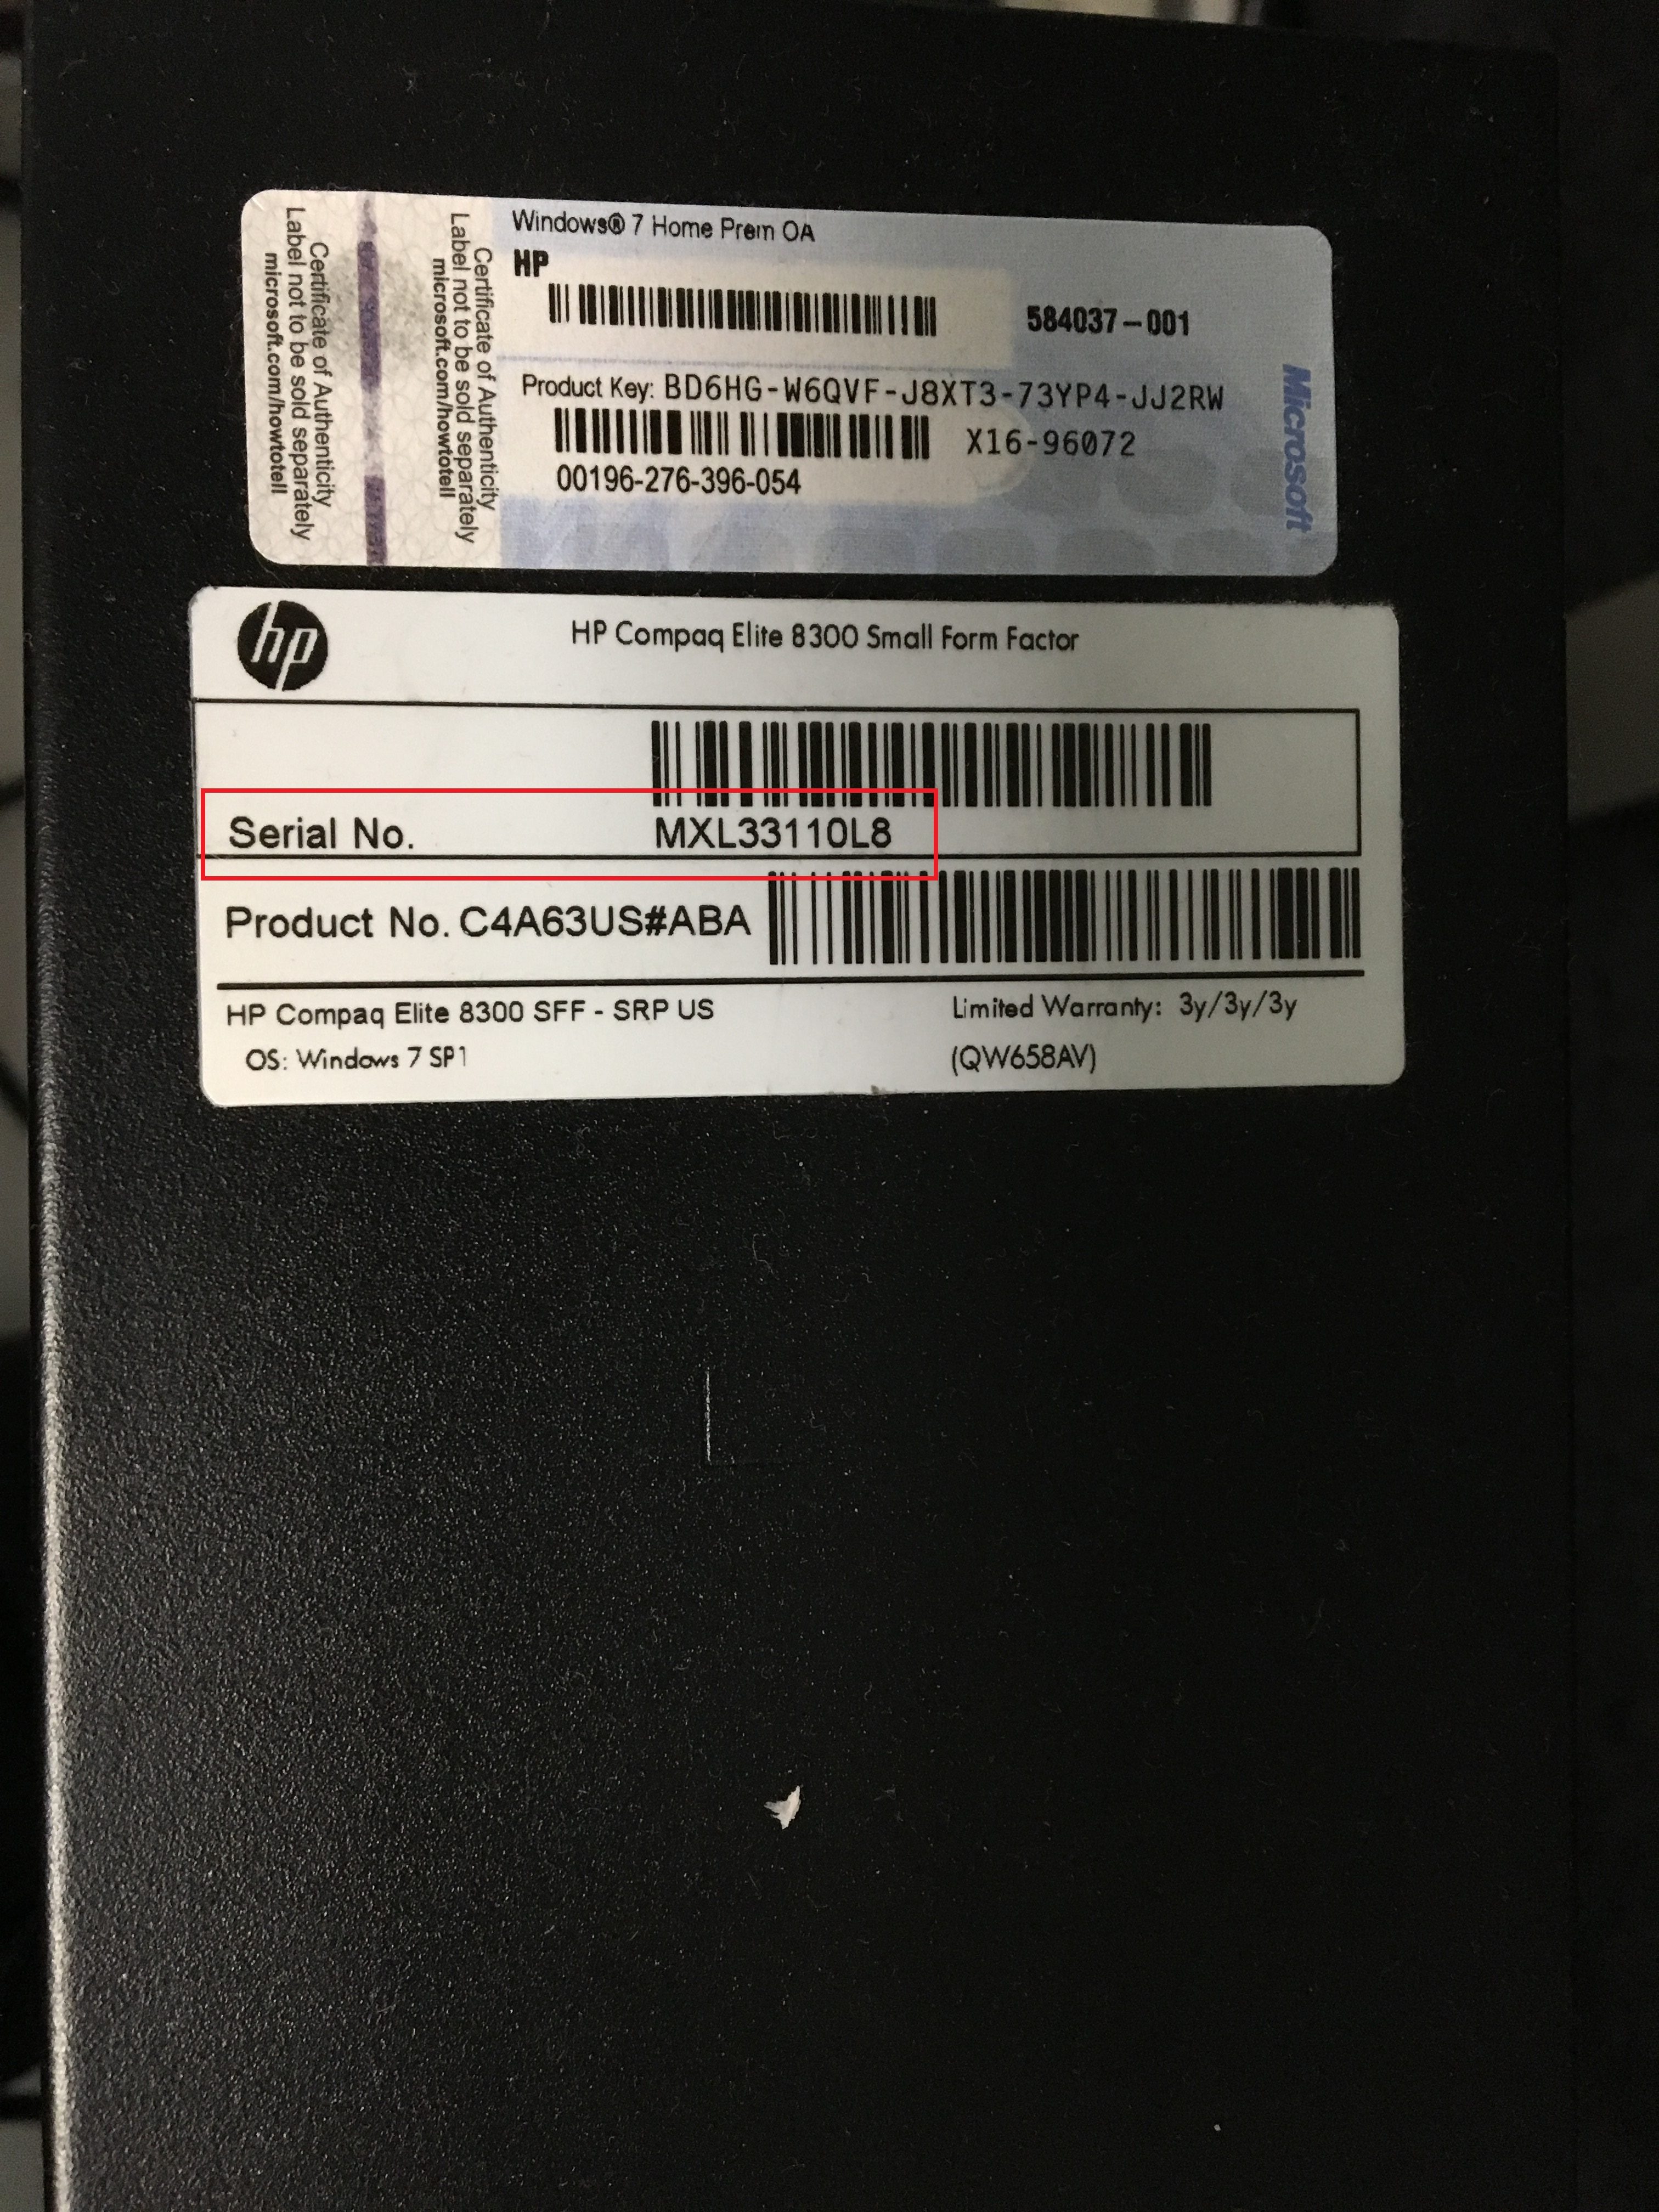 Certificate of Authenticity
Label not to be sold separately
microsoft.com/howtotell
Certificate of Authenticity
Label not to be sold separately
microsoft.com/howtotell
Windows® 7 Home Prem OA
HP
584037-001
Product Key: BD6HG-W6QVF-J8XT3-73YP4-JJ2RW
X16-96072
00196-276-396-054
Microsoft
hp
HP Compaq Elite 8300 Small Form Factor
Serial No. MXL33110L8
Product No. C4A63US#ABA
HP Compaq Elite 8300 SFF - SRP US
Limited Warranty: 3y/3y/3y
OS: Windows 7 SP1
(QW658AV)